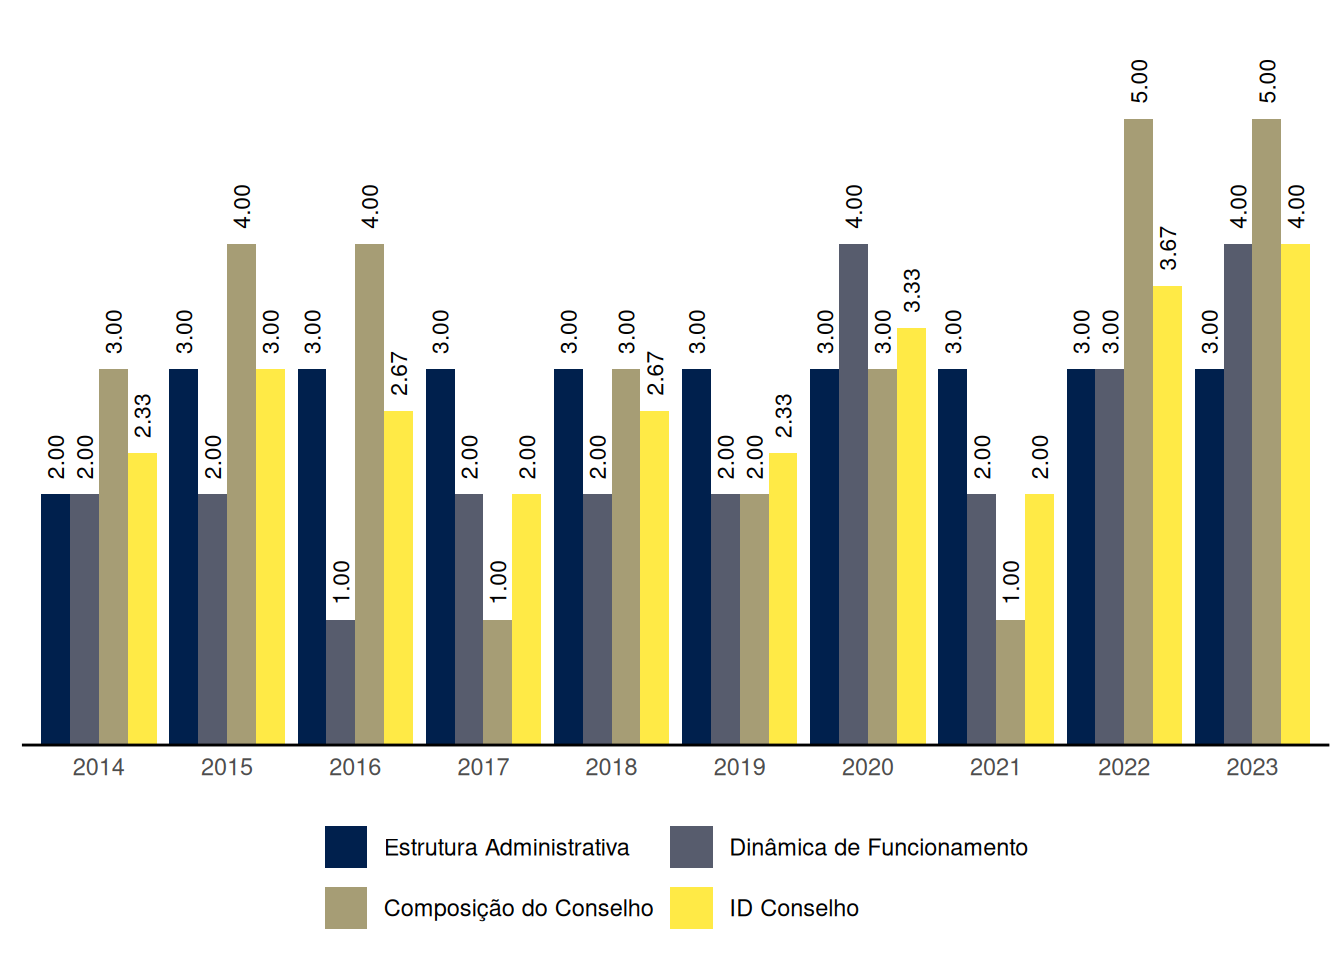 5.00 5.00
4.00 4.00 4.00 4.00 4.00
3.67
3.33
3.00 3.00 3.00 3.00 3.00 3.00 3.00 3.00 3.00 3.00 3.00 3.00 3.00 3.00
2.67 2.67
2.33 2.33
2.00 2.00 2.00 2.00 2.00 2.00 2.00 2.00 2.00 2.00
1.00 1.00 1.00
2014 2015 2016 2017 2018 2019 2020 2021 2022 2023
Estrutura Administrativa Dinâmica de Funcionamento
Composição do Conselho ID Conselho